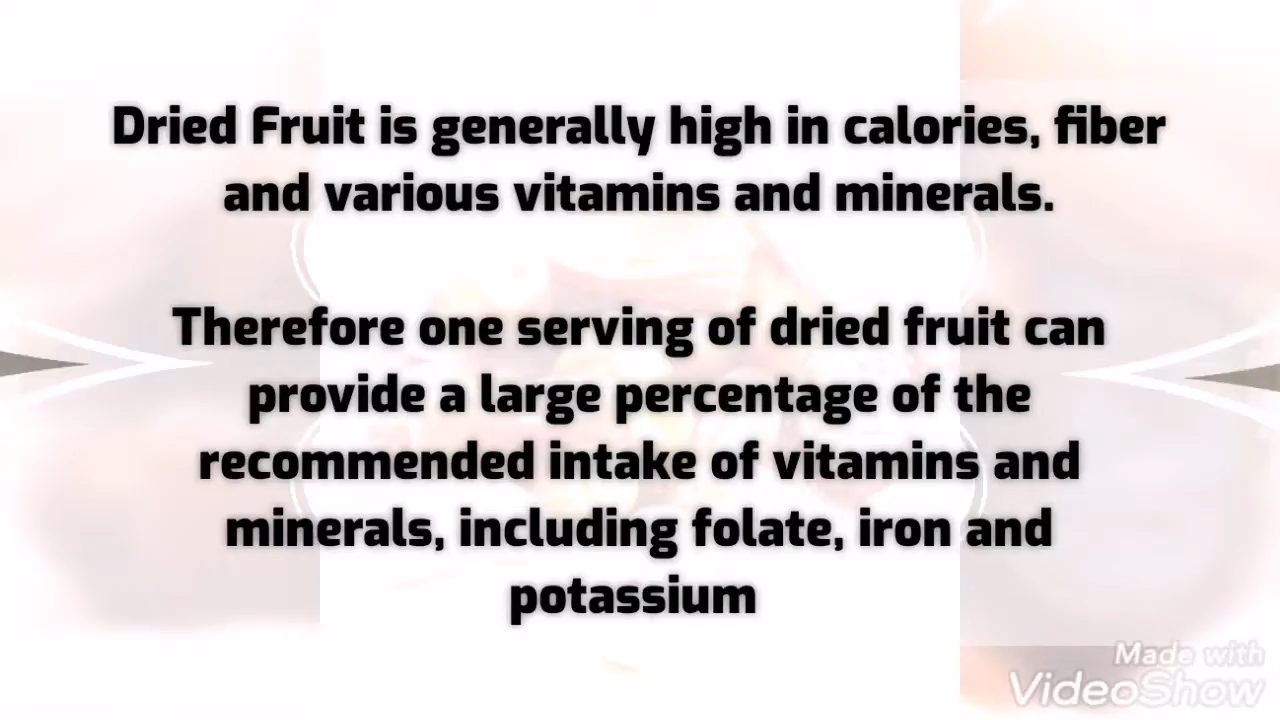 Dried Fruit is generally high in calories, fiber
and various vitamins and minerals.
Therefore one serving of dried fruit can
provide a large percentage of the
recommended intake of vitamins and
minerals, including folate, iron and
potassium
Made with
VideoShow